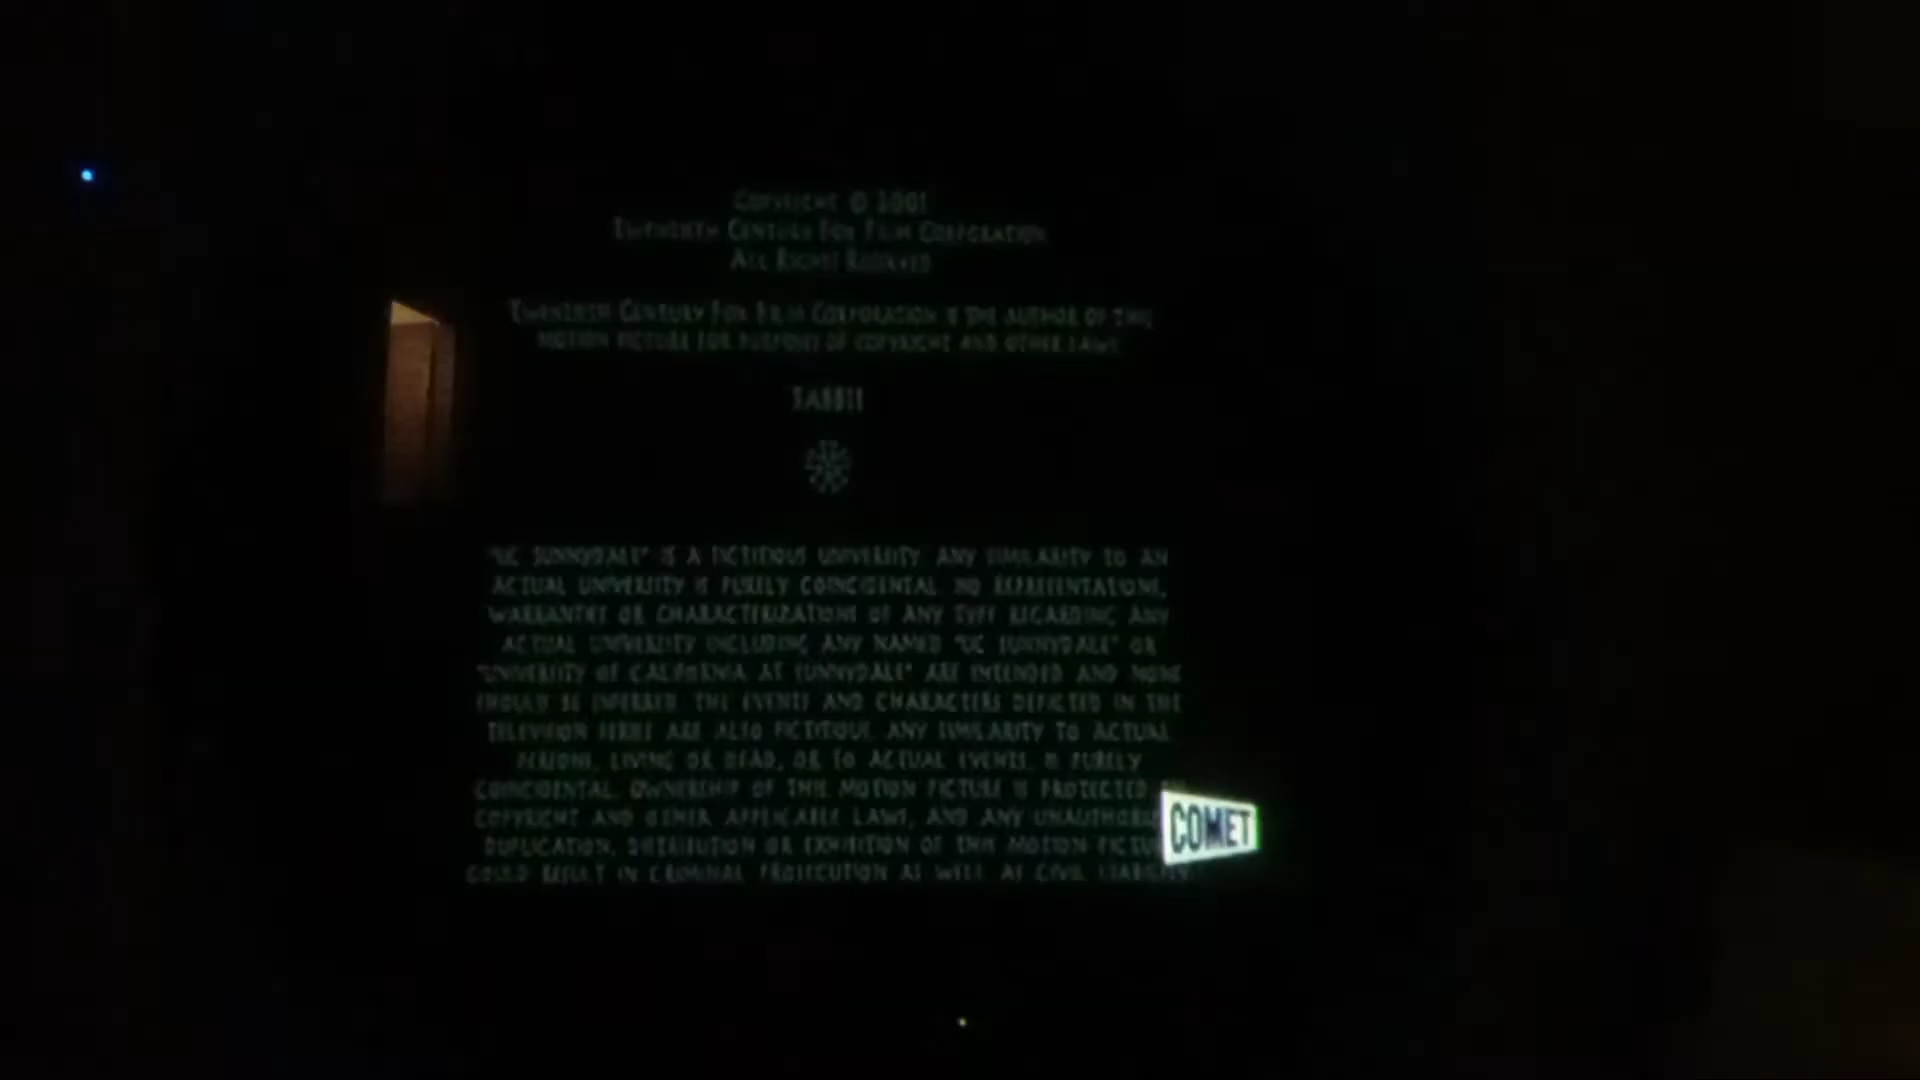 COPYRIGHT © 2001
TWENTIETH CENTURY FOX FILM CORPORATION
ALL RIGHTS RESERVED
TWENTIETH CENTURY FOX FILM CORPORATION IS THE AUTHOR OF THIS
MOTION PICTURE FOR PURPOSES OF COPYRIGHT AND OTHER LAWS
"UC SUNNYDALE" IS A FICTITIOUS UNIVERSITY. ANY SIMILARITY TO AN
ACTUAL UNIVERSITY IS PURELY COINCIDENTAL. NO REPRESENTATIONS,
WARRANTIES OR CHARACTERIZATIONS OF ANY TYPE REGARDING ANY
ACTUAL UNIVERSITY INCLUDING ANY NAMED "UC SUNNYDALE" OR
"UNIVERSITY OF CALIFORNIA AT SUNNYDALE" ARE INTENDED AND NONE
SHOULD BE INFERRED. THE EVENTS AND CHARACTERS DEPICTED IN THE
TELEVISION SERIES ARE ALSO FICTITIOUS. ANY SIMILARITY TO ACTUAL
PERSONS, LIVING OR DEAD, OR TO ACTUAL EVENTS, IS PURELY
COINCIDENTAL. OWNERSHIP OF THIS MOTION PICTURE IS PROTECTED
COPYRIGHT AND OTHER APPLICABLE LAWS, AND ANY
DUPLICATION, DISTRIBUTION OR EXHIBITION OF THIS MOTION
COULD RESULT IN CRIMINAL PROSECUTION AS WELL AS CIVIL LIABILITY.
COMET